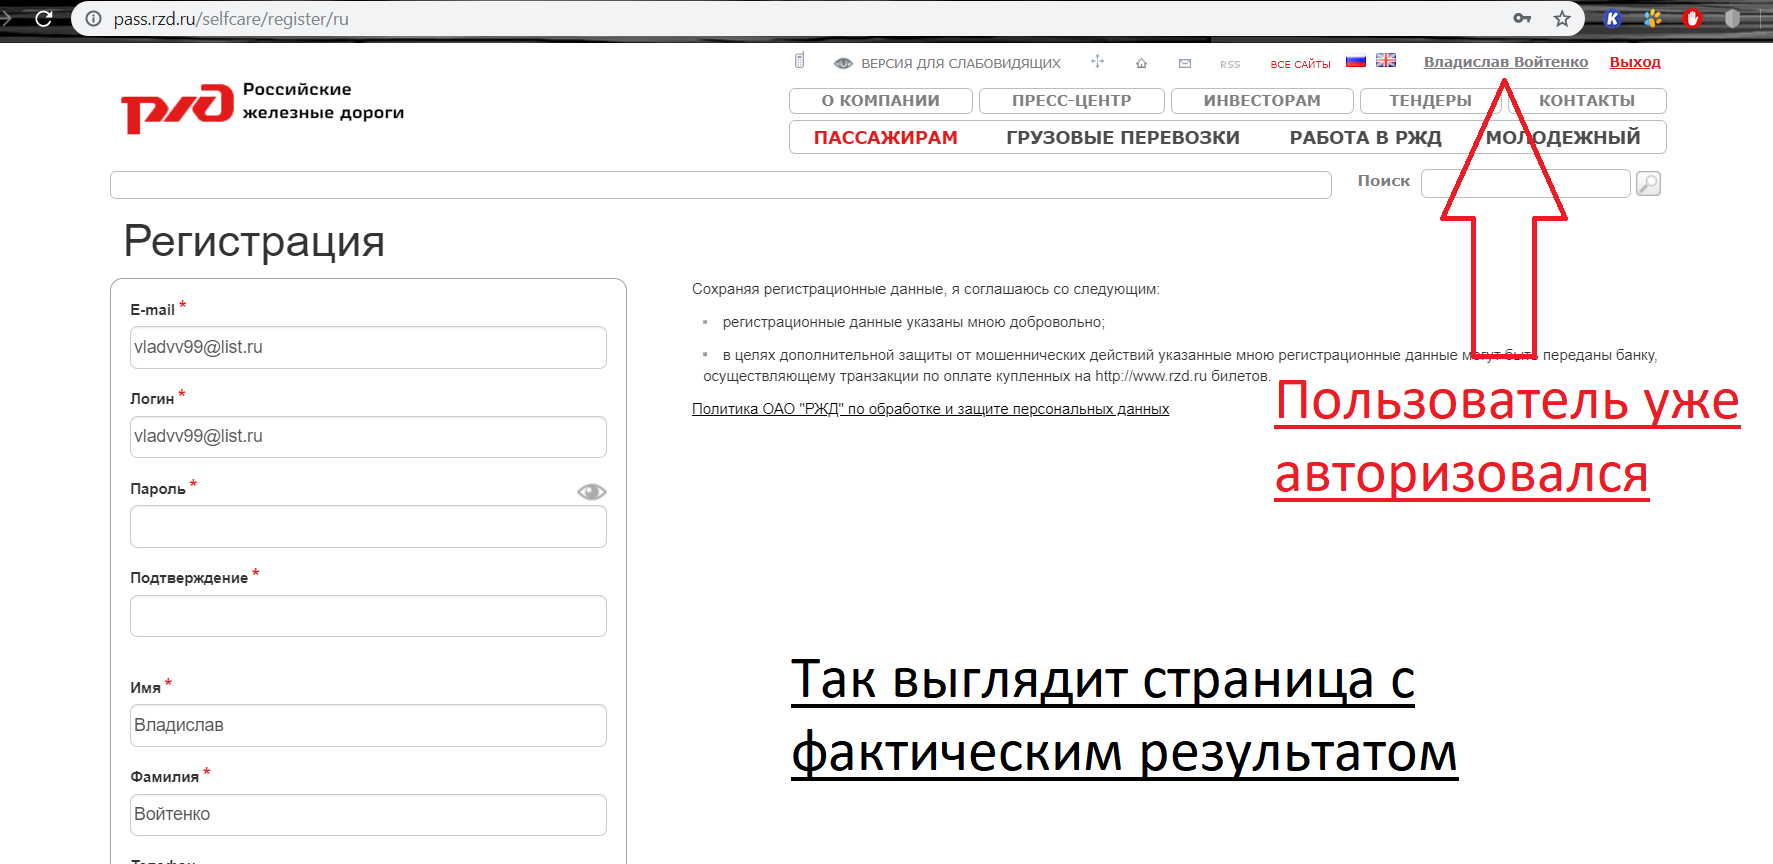 pass.rzd.ru/selfcare/register/ru
ВЕРСИЯ ДЛЯ СЛАБОВИДЯЩИХ
RSS
ВСЕ САЙТЫ
Владислав Войтенко
Выход
Российские
железные дороги
О КОМПАНИИ
ПРЕСС-ЦЕНТР
ИНВЕСТОРАМ
ТЕНДЕРЫ
КОНТАКТЫ
ПАССАЖИРАМ
ГРУЗОВЫЕ ПЕРЕВОЗКИ
РАБОТА В РЖД
МОЛОДЕЖНЫЙ
Поиск
Регистрация
E-mail *
vladvv99@list.ru
Логин *
vladvv99@list.ru
Пароль *
Подтверждение *
Имя *
Владислав
Фамилия *
Войтенко
Сохраняя регистрационные данные, я соглашаюсь со следующим:
регистрационные данные указаны мною добровольно;
в целях дополнительной защиты от мошеннических действий указанные мною регистрационные данные могут быть переданы банку,
осуществляющему транзакции по оплате купленных на http://www.rzd.ru билетов.
Политика ОАО "РЖД" по обработке и защите персональных данных
Пользователь уже
авторизовался
Так выглядит страница с
фактическим результатом